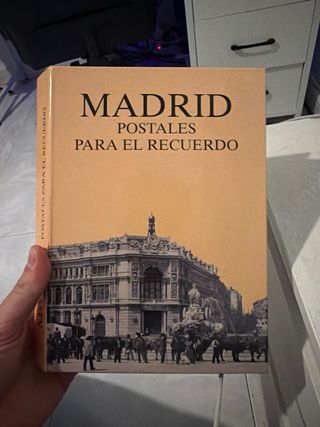 MADRID
POSTALES
PARA EL RECUERDO
POSTALES PARA EL RECUERDO